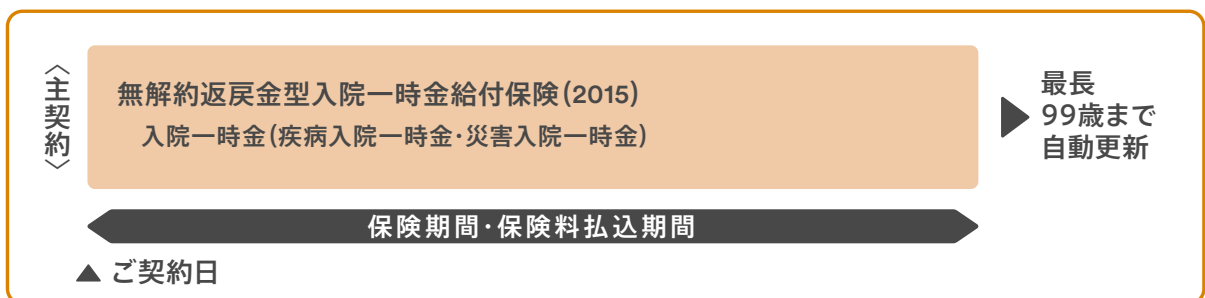 〈主契約〉
無解約返戻金型入院一時金給付保険(2015)
入院一時金(疾病入院一時金･災害入院一時金)
最長
99歳まで
自動更新
保険期間･保険料払込期間
▲ ご契約日